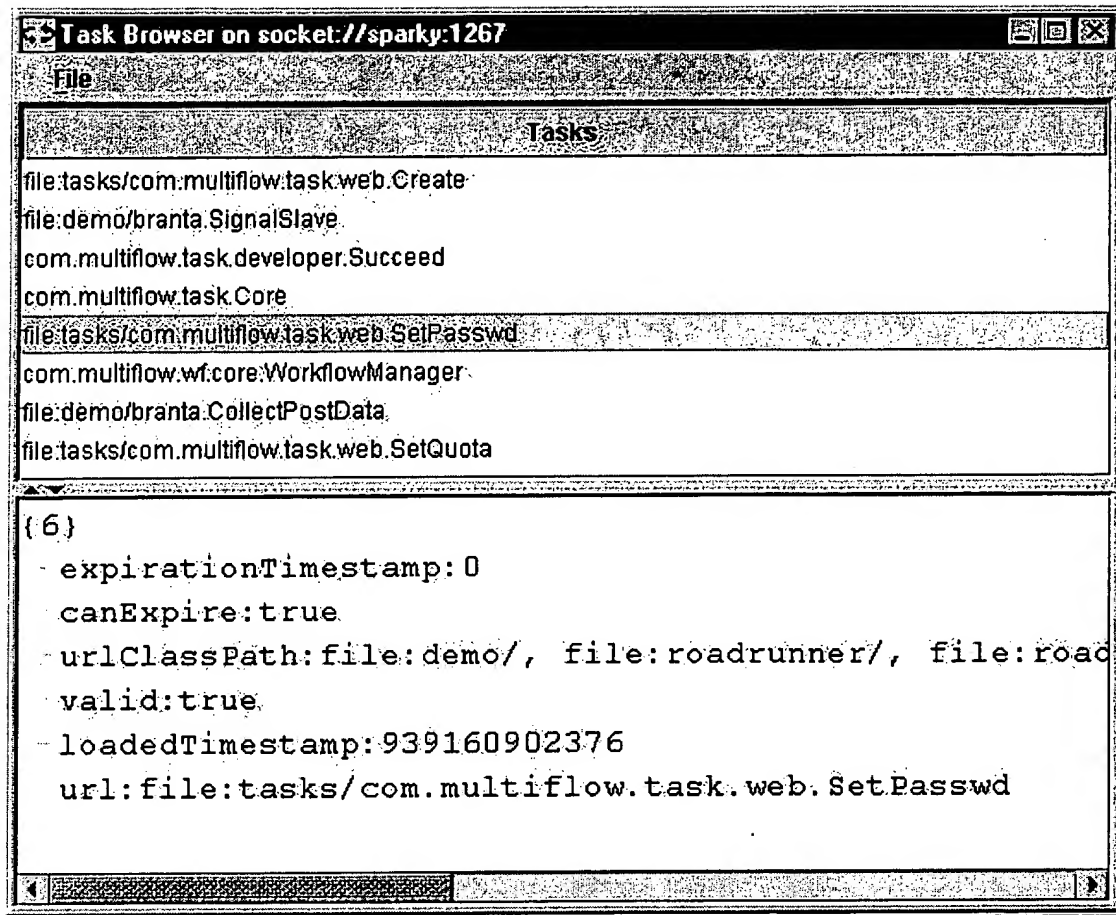 Task Browser on socket://sparky:1267
File
Tasks
file:tasks/com.multiflow.task.web.Create
file:demo/branta.SignalSlave
com.multiflow.task.developer.Succeed
com.multiflow.task.Core
file:tasks/com.multiflow.task.web.SetPasswd
com.multiflow.wf.core.WorkflowManager
file:demo/branta.CollectPostData
file:tasks/com.multiflow.task.web.SetQuota
{6}
expirationTimestamp:0
canExpire:true
urlClassPath:file:demo/, file:roadrunner/, file:road
valid:true
loadedTimestamp:939160902376
url:file:tasks/com.multiflow.task.web.SetPasswd